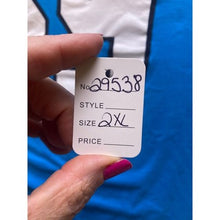 No 29538
STYLE
SIZE 2XL
PRICE